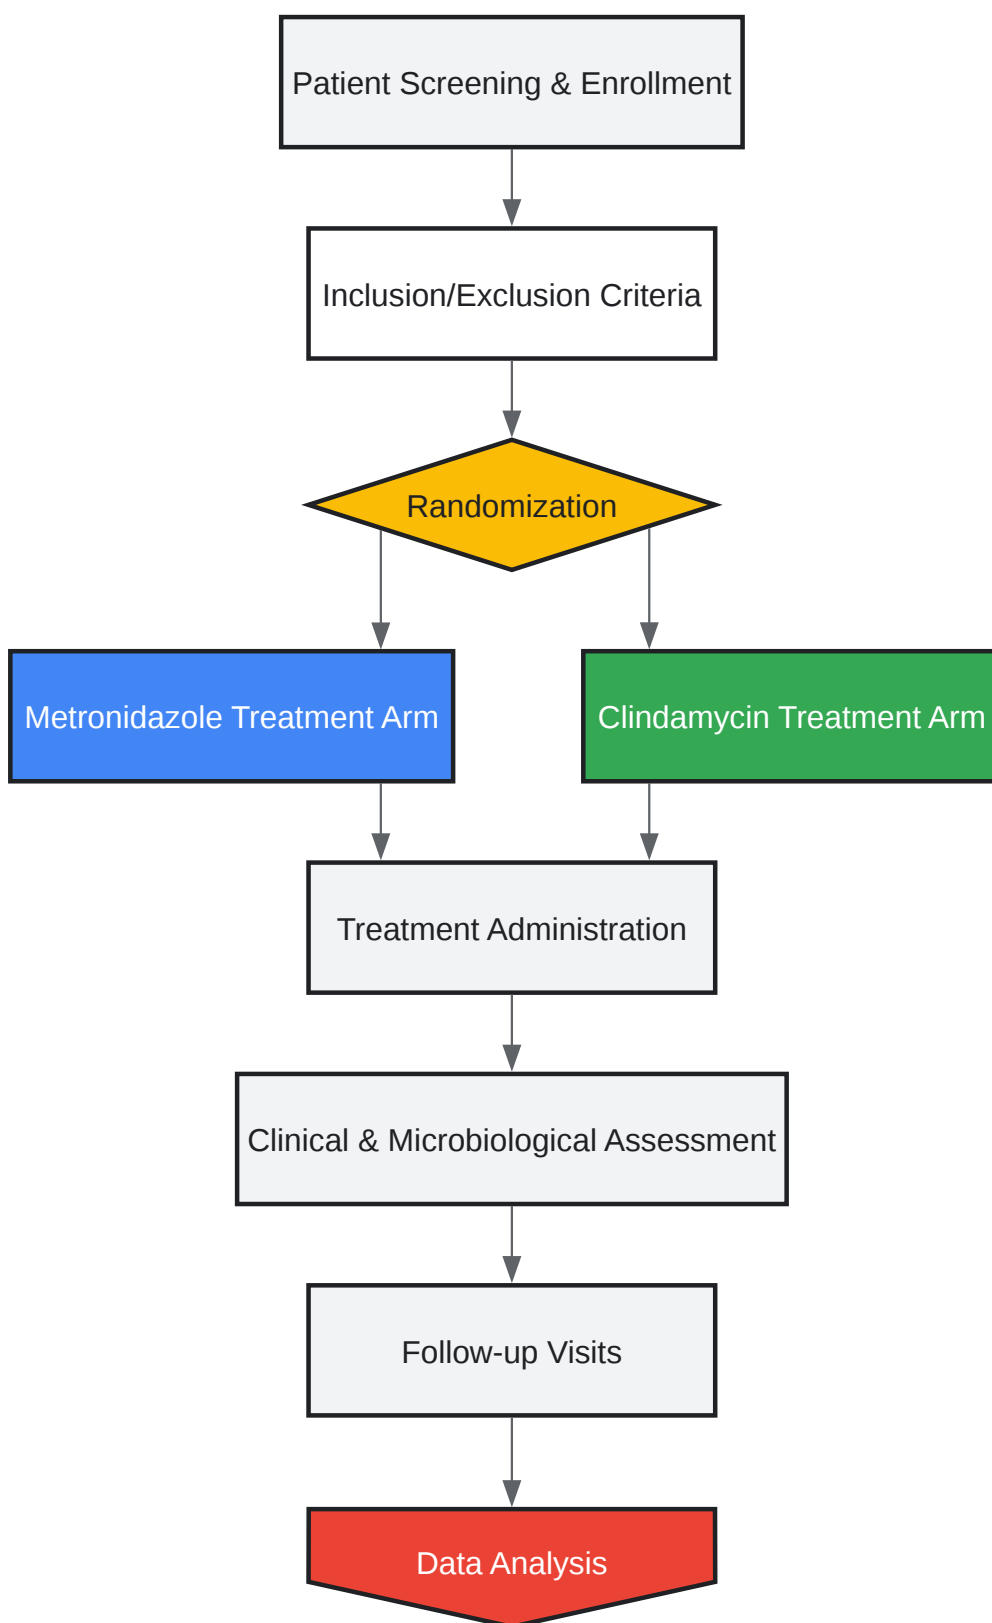 Patient Screening & Enrollment
Inclusion/Exclusion Criteria
Randomization
Metronidazole Treatment Arm
Clindamycin Treatment Arm
Treatment Administration
Clinical & Microbiological Assessment
Follow-up Visits
Data Analysis